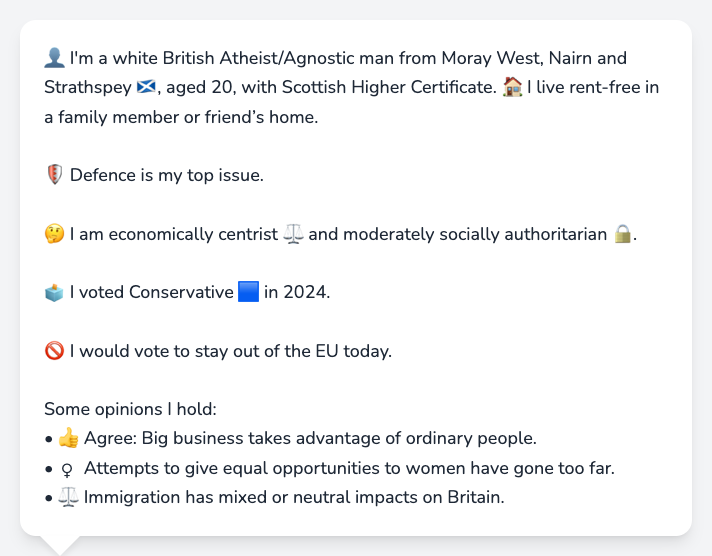 👤 I'm a white British Atheist/Agnostic man from Moray West, Nairn and
Strathspey 🏴󠁧󠁢󠁳󠁣󠁴󠁿, aged 20, with Scottish Higher Certificate. 🏠 I live rent-free in
a family member or friend’s home.
🛡️ Defence is my top issue.
🤔 I am economically centrist ⚖️ and moderately socially authoritarian 🔒.
🗳️ I voted Conservative 🟦 in 2024.
🚫 I would vote to stay out of the EU today.
Some opinions I hold:
• 👍 Agree: Big business takes advantage of ordinary people.
• ♀ Attempts to give equal opportunities to women have gone too far.
• ⚖️ Immigration has mixed or neutral impacts on Britain.